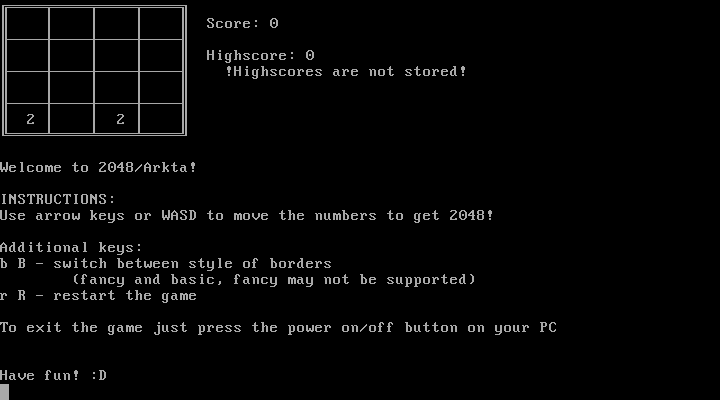 Score: 0
Highscore: 0
!Highscores are not stored!
2 2
Welcome to 2048/Arkta!
INSTRUCTIONS:
Use arrow keys or WASD to move the numbers to get 2048!
Additional keys:
b B - switch between style of borders
(fancy and basic, fancy may not be supported)
r R - restart the game
To exit the game just press the power on/off button on your PC
Have fun! :D